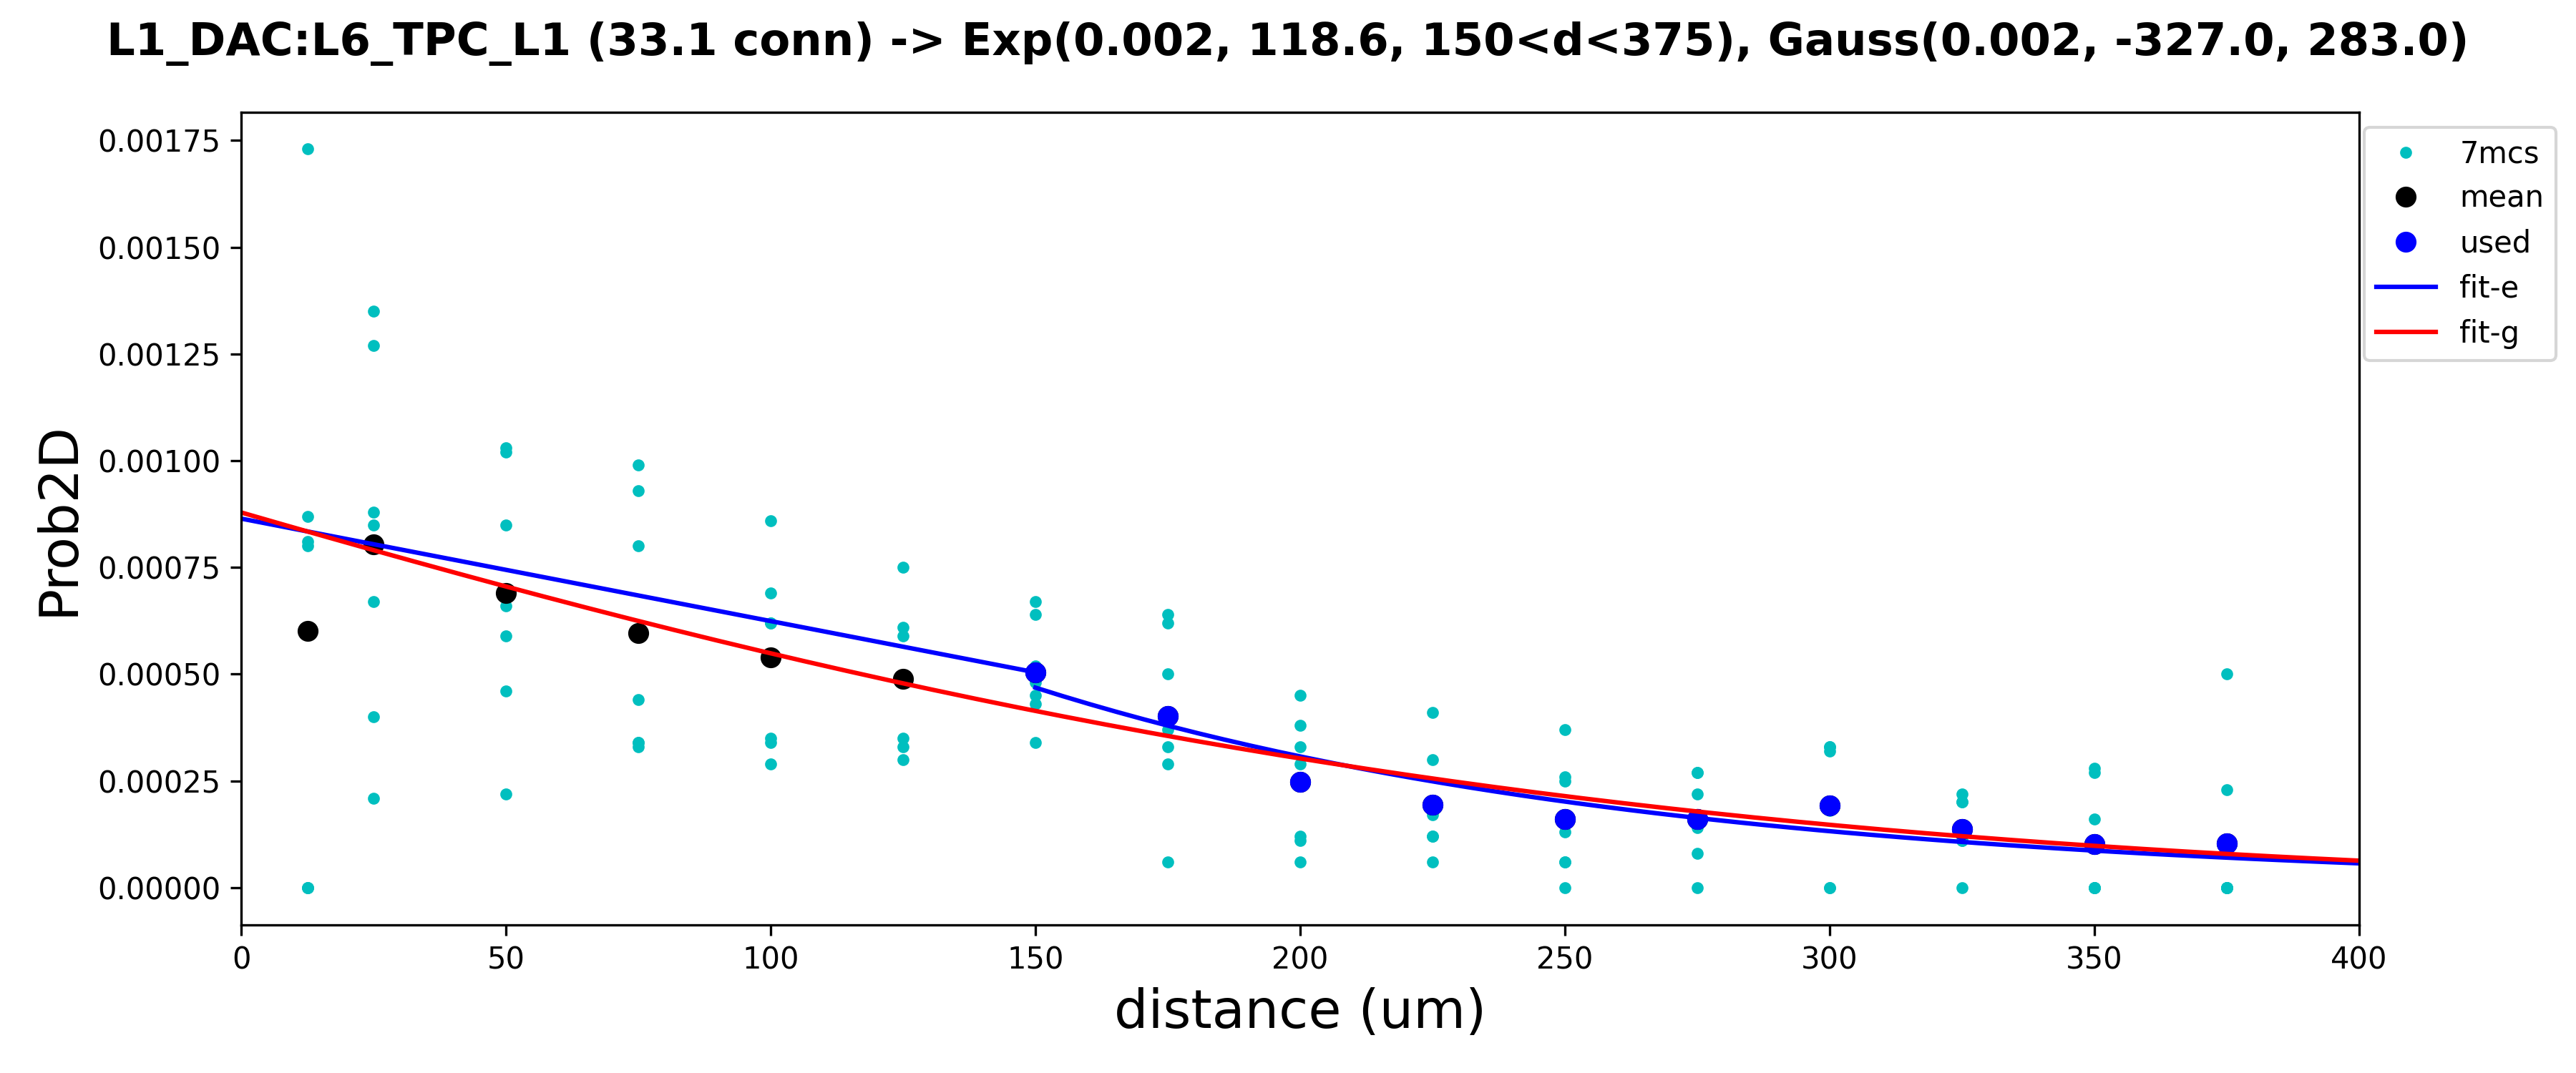 L1_DAC:L6_TPC_L1 (33.1 conn) -> Exp(0.002, 118.6, 150<d<375), Gauss(0.002, -327.0, 283.0)
0.00175
0.00150
0.00125
0.00100
0.00075
0.00050
0.00025
0.00000
Prob2D
0 50 100 150 200 250 300 350 400
distance (um)
7mcs
mean
used
fit-e
fit-g